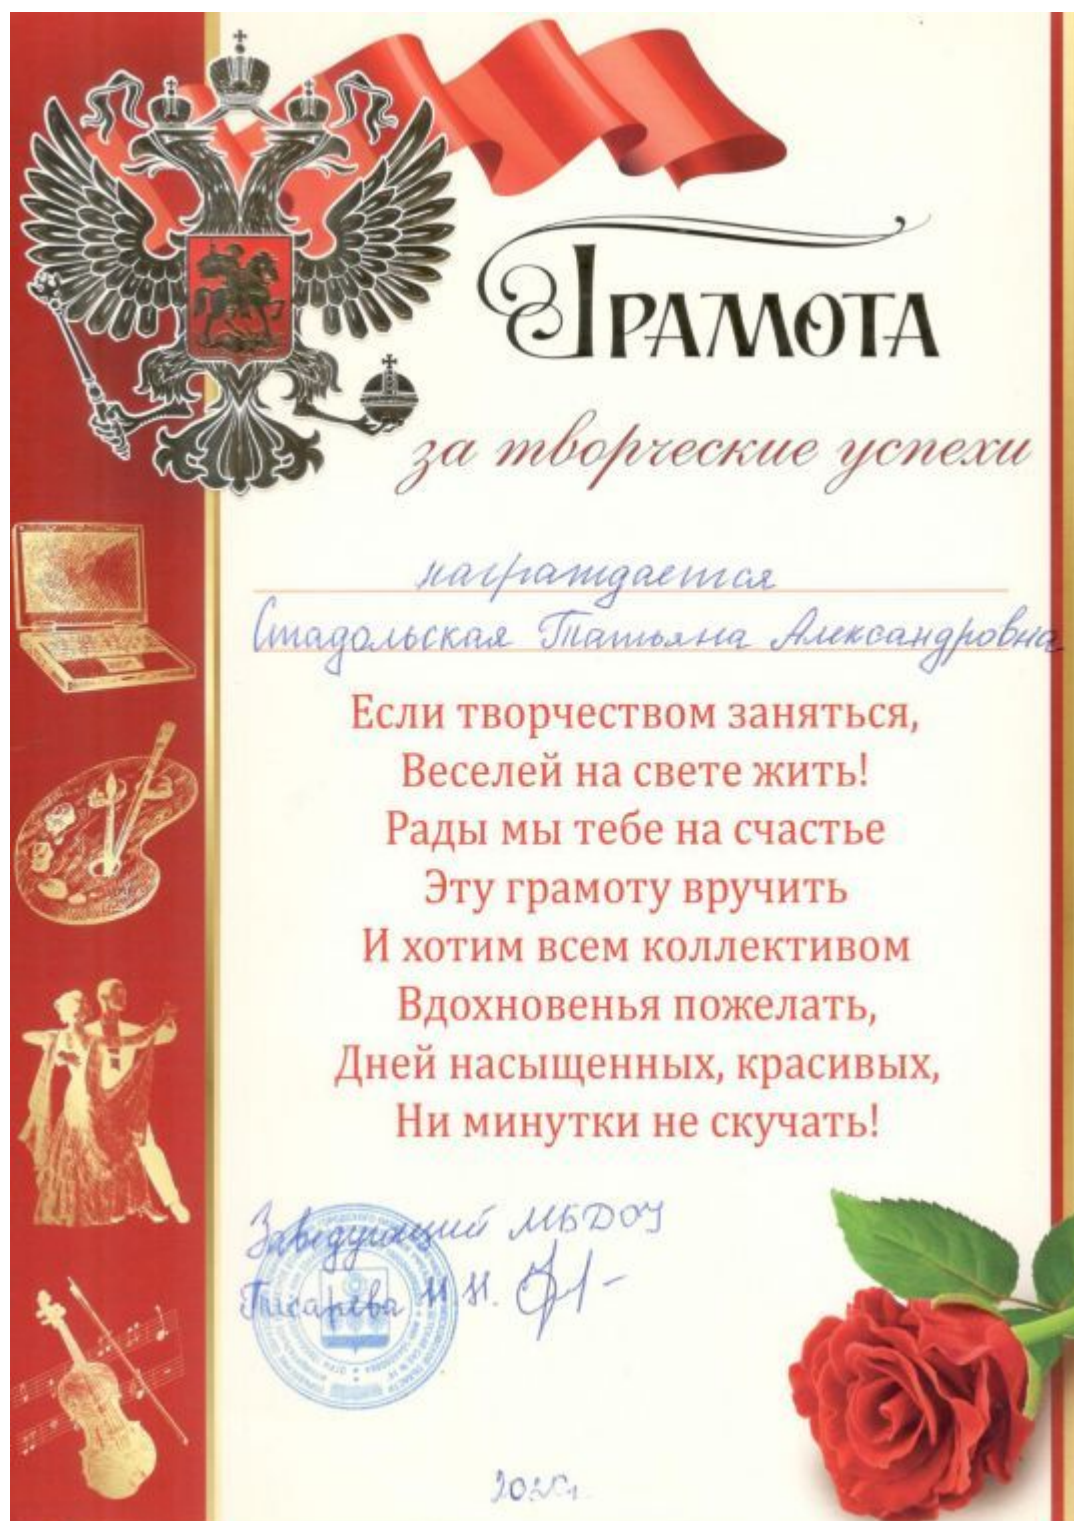 Грамота
за творческие успехи
награждается
Стадольская Татьяна Александровна
Если творчеством заняться,
Веселей на свете жить!
Рады мы тебе на счастье
Эту грамоту вручить
И хотим всем коллективом
Вдохновенья пожелать,
Дней насыщенных, красивых,
Ни минутки не скучать!
Заведующий МБДОУ
Писарева Н.Н.